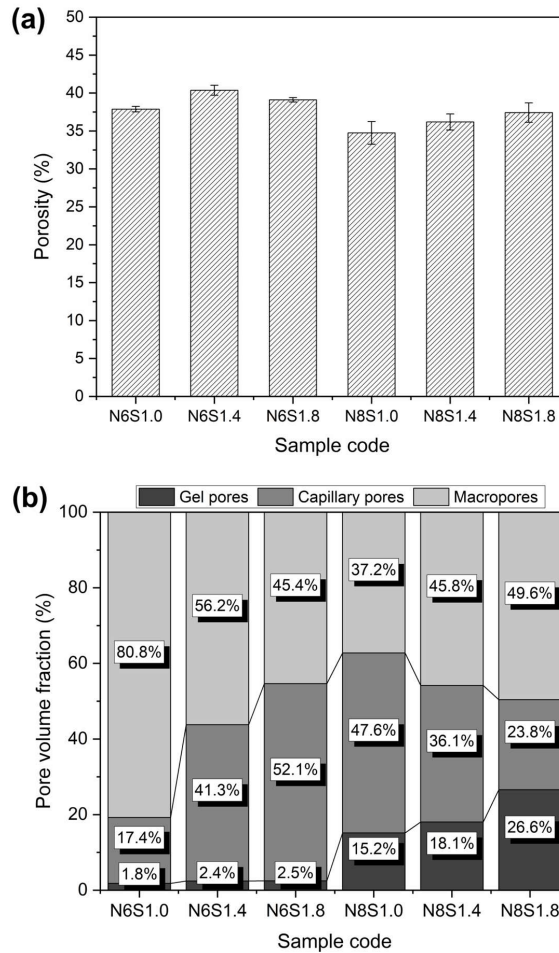 (a)
50
45
40
35
30
25
20
15
10
5
0
Porosity (%)
N6S1.0 N6S1.4 N6S1.8 N8S1.0 N8S1.4 N8S1.8
Sample code
(b)
Gel pores Capillary pores Macropores
100
80
60
40
20
0
Pore volume fraction (%)
80.8% 56.2% 45.4% 37.2% 45.8% 49.6%
17.4% 41.3% 52.1% 47.6% 36.1% 23.8%
1.8% 2.4% 2.5% 15.2% 18.1% 26.6%
N6S1.0 N6S1.4 N6S1.8 N8S1.0 N8S1.4 N8S1.8
Sample code